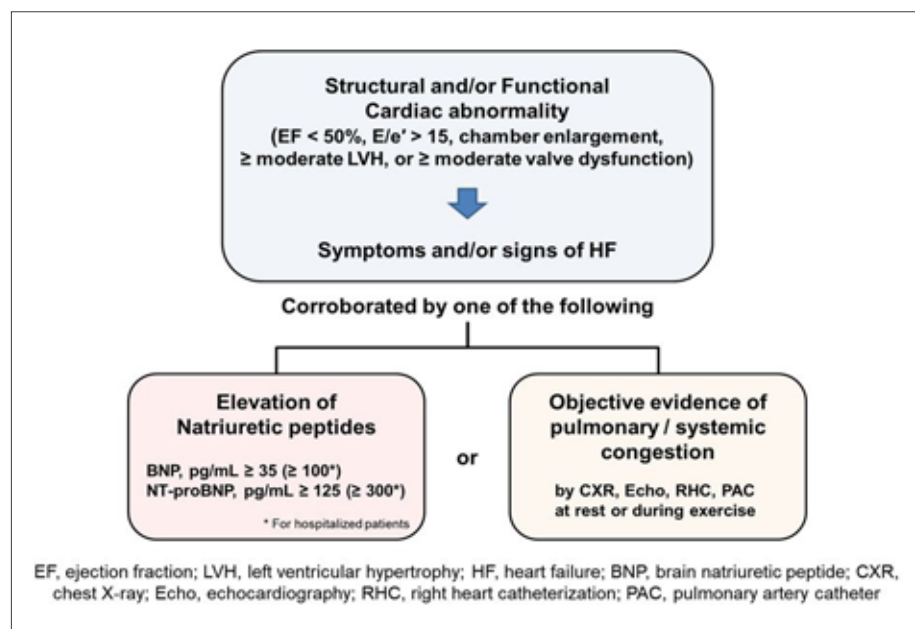 Structural and/or Functional
Cardiac abnormality
(EF < 50%, E/e′ > 15, chamber enlargement,
≥ moderate LVH, or ≥ moderate valve dysfunction)
Symptoms and/or signs of HF
Corroborated by one of the following
Elevation of
Natriuretic peptides
BNP, pg/mL ≥ 35 (≥ 100*)
NT-proBNP, pg/mL ≥ 125 (≥ 300*)
* For hospitalized patients
or
Objective evidence of
pulmonary / systemic
congestion
by CXR, Echo, RHC, PAC
at rest or during exercise
EF, ejection fraction; LVH, left ventricular hypertrophy; HF, heart failure; BNP, brain natriuretic peptide; CXR,
chest X-ray; Echo, echocardiography; RHC, right heart catheterization; PAC, pulmonary artery catheter